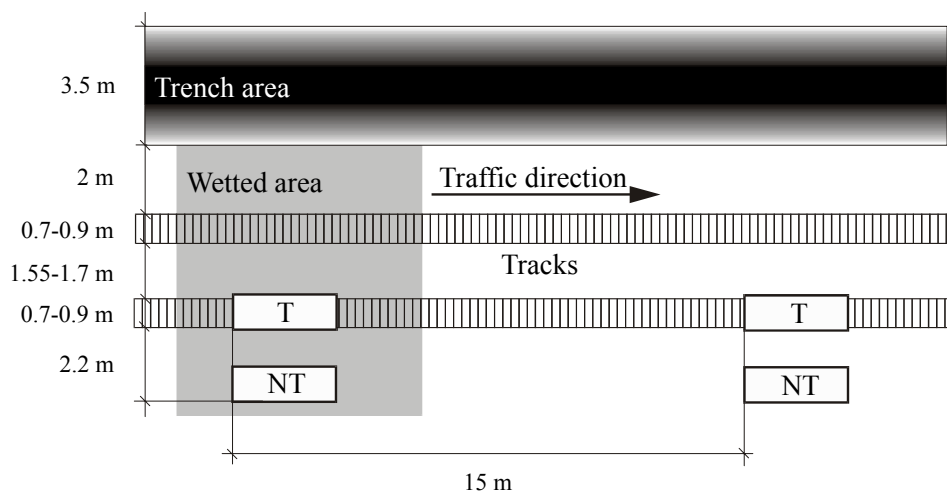 3.5 m
Trench area
2 m
Wetted area
Traffic direction
0.7-0.9 m
1.55-1.7 m
Tracks
0.7-0.9 m
T
T
2.2 m
NT
NT
15 m